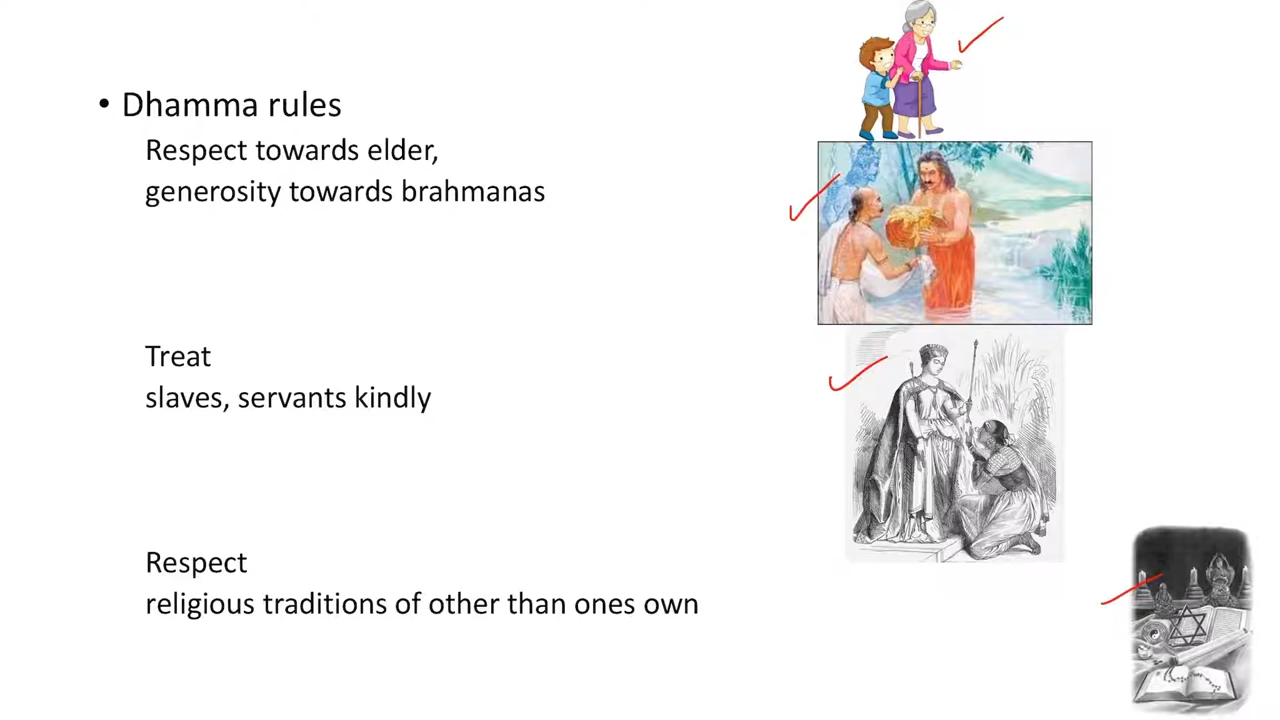 • Dhamma rules
Respect towards elder,
generosity towards brahmanas
Treat
slaves, servants kindly
Respect
religious traditions of other than ones own